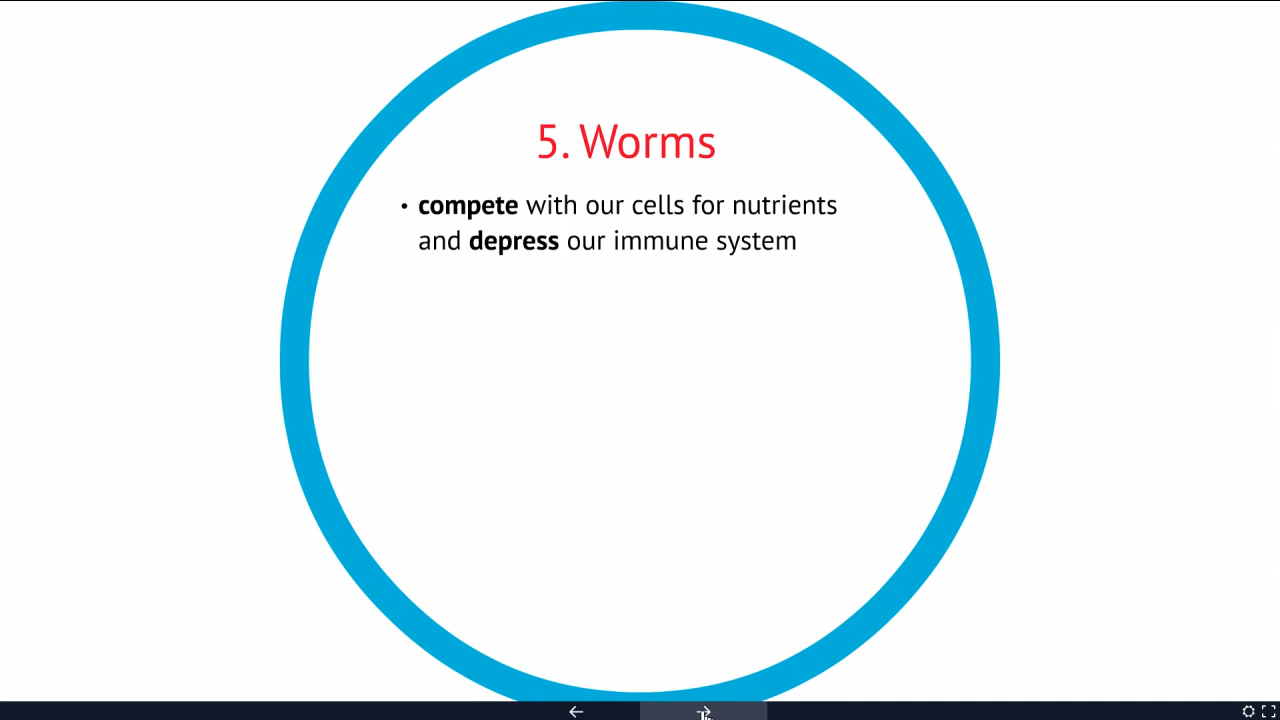 5. Worms
• compete with our cells for nutrients
and depress our immune system